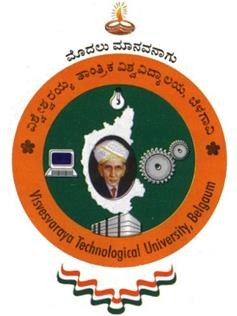 ಮೊದಲು ಮಾನವನಾಗು
ವಿಶ್ವೇಶ್ವರಯ್ಯ ತಾಂತ್ರಿಕ ವಿಶ್ವವಿದ್ಯಾಲಯ, ಬೆಳಗಾವಿ
Visvesvaraya Technological University, Belgaum